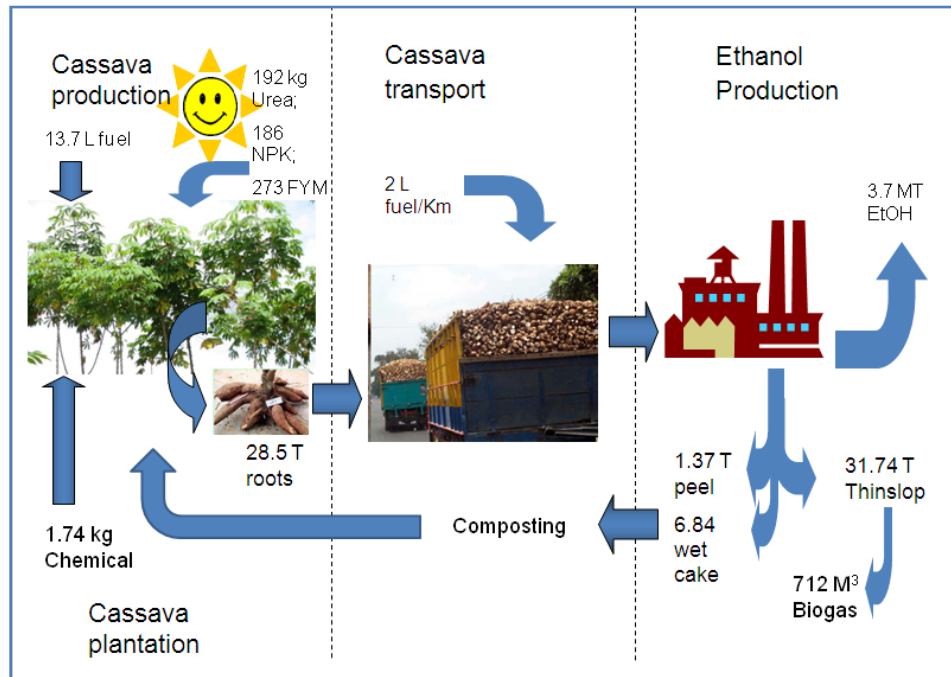 Cassava
production
192 kg
Urea;
186
NPK;
273 FYM
13.7 L fuel
28.5 T
roots
1.74 kg
Chemical
Cassava
plantation
Cassava
transport
2 L
fuel/Km
Composting
Ethanol
Production
3.7 MT
EtOH
1.37 T
peel
6.84
wet
cake
31.74 T
Thinslop
712 M³
Biogas